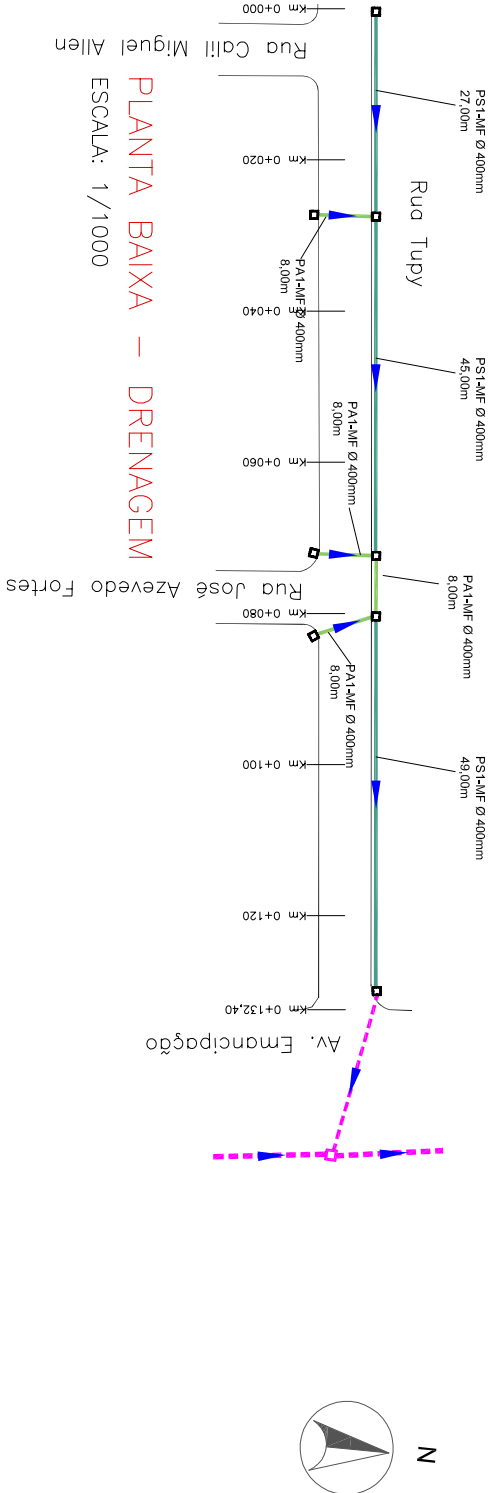 PS1-MF Ø 400mm
27,00m
PS1-MF Ø 400mm
45,00m
PA1-MF Ø 400mm
8,00m
PS1-MF Ø 400mm
49,00m
Rua Tupy
PA1-MF Ø 400mm
8,00m
PA1-MF Ø 400mm
8,00m
PA1-MF Ø 400mm
8,00m
Km 0+000
Km 0+020
Km 0+040
Km 0+060
Km 0+080
Km 0+100
Km 0+120
Km 0+132,40
Rua Calil Miguel Allen
Rua José Azevedo Fortes
Av. Emancipação
PLANTA BAIXA - DRENAGEM
ESCALA: 1/1000
N